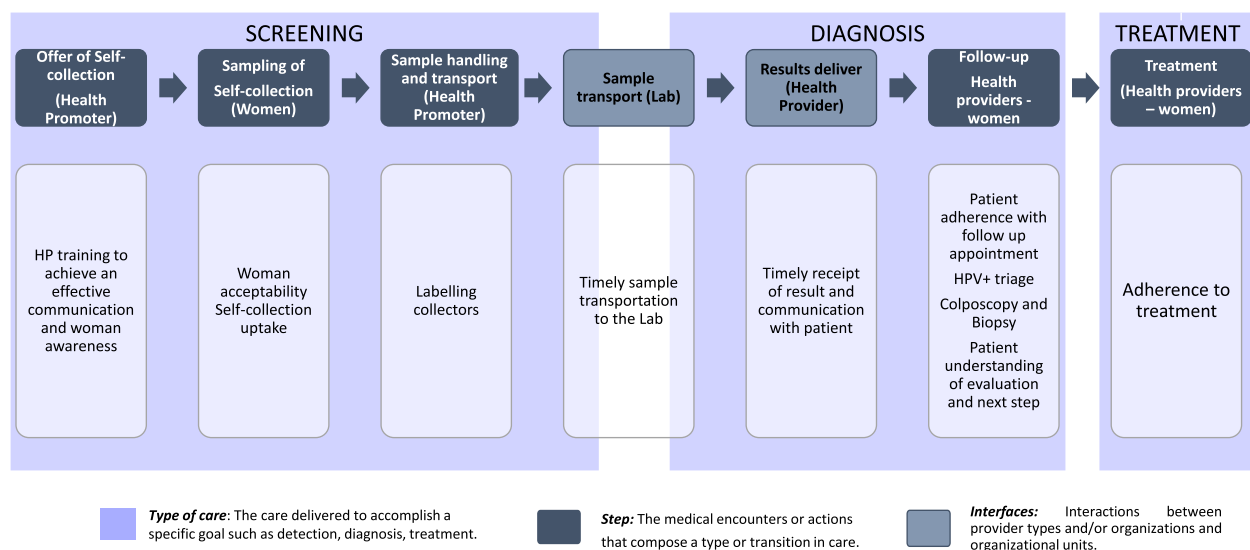 SCREENING
DIAGNOSIS
TREATMENT
Offer of Self-
collection
(Health
Promoter)
Sampling of
Self-collection
(Women)
Sample handling
and transport
(Health
Promoter)
Sample
transport (Lab)
Results deliver
(Health
Provider)
Follow-up
Health
providers -
women
Treatment
(Health providers
– women)
HP training to
achieve an
effective
communication
and woman
awareness
Woman
acceptability
Self-collection
uptake
Labelling
collectors
Timely sample
transportation
to the Lab
Timely receipt
of result and
communication
with patient
Patient
adherence with
follow up
appointment
HPV+ triage
Colposcopy and
Biopsy
Patient
understanding
of evaluation
and next step
Adherence to
treatment
Type of care: The care delivered to accomplish a
specific goal such as detection, diagnosis, treatment.
Step: The medical encounters or actions
that compose a type or transition in care.
Interfaces: Interactions between
provider types and/or organizations and
organizational units.